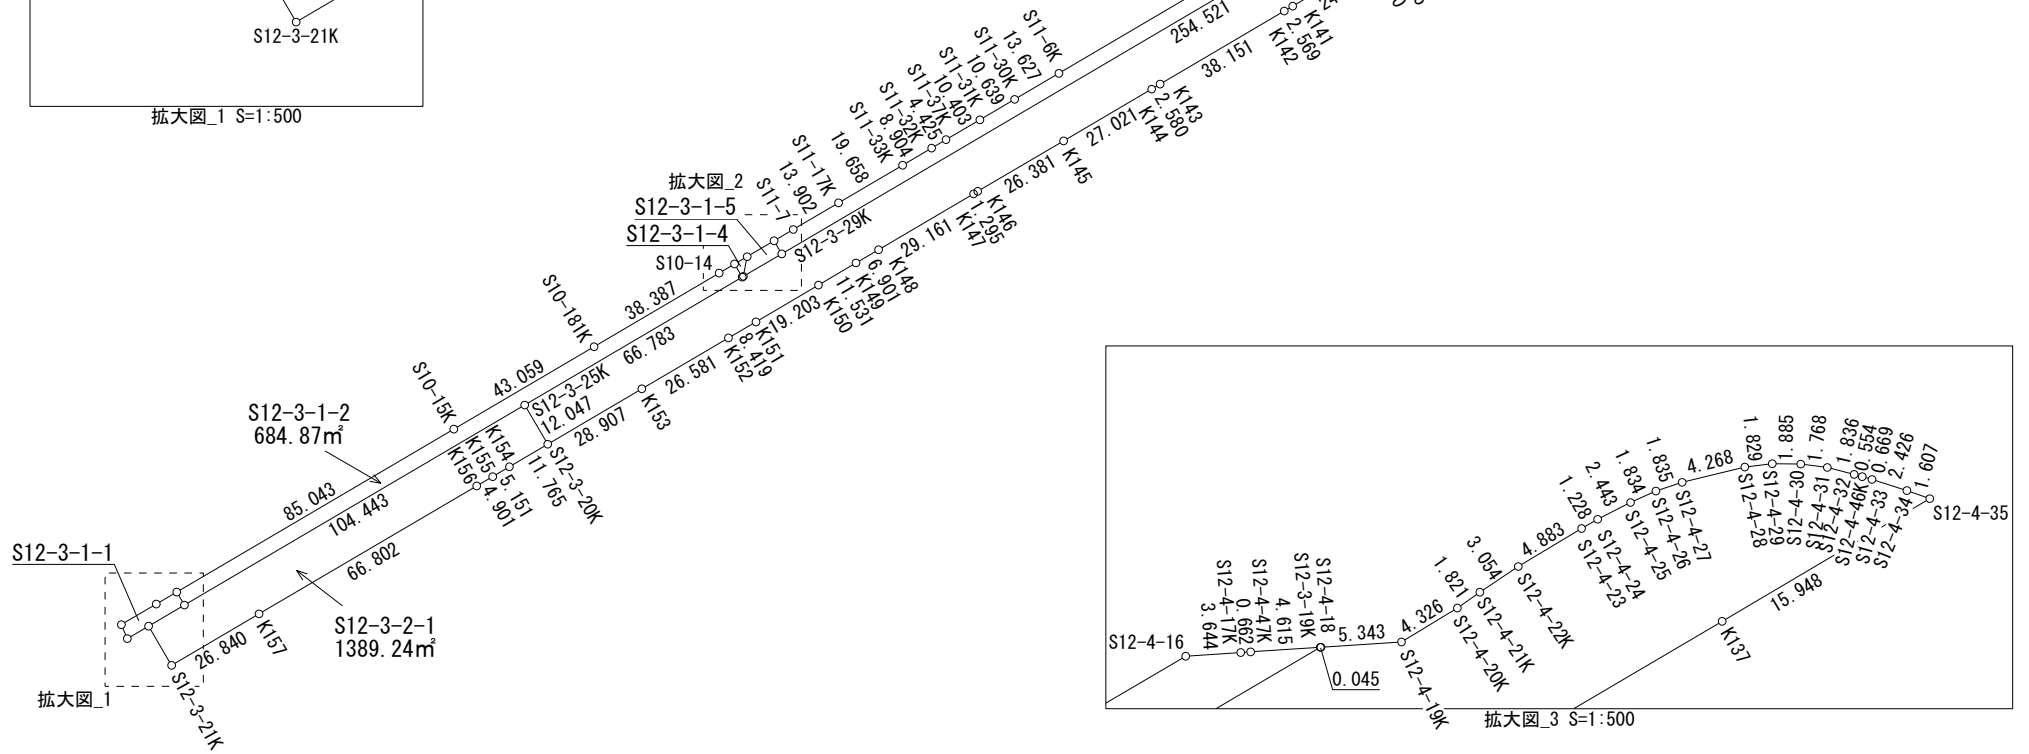 S12-3-21K
拡大図_1 S=1:500
S11-6K
13.627
S11-30K
10.639
S11-31K
10.403
S11-37K
4.425
S11-32K
8.904
S11-33K
19.658
S11-17K
13.902
S11-7
254.521
K141
2.569
K142
38.151
K143
2.580
K144
27.021
K145
26.381
K146
1.295
K147
29.161
K148
6.901
K149
11.531
K150
19.203
K151
8.419
K152
26.581
K153
28.907
拡大図_2
S12-3-1-5
S12-3-1-4
S10-14
S12-3-29K
38.387
S10-181K
66.783
43.059
S10-15K
S12-3-25K
12.047
S12-3-20K
11.765
K154
5.151
K155
4.901
K156
S12-3-1-2
684.87㎡
85.043
104.443
66.802
S12-3-1-1
S12-3-2-1
1389.24㎡
K157
26.840
S12-3-21K
拡大図_1
S12-4-16
3.644
S12-4-17K
0.662
S12-4-47K
4.615
S12-3-19K
S12-4-18
5.343
0.045
S12-4-19K
4.326
S12-4-20K
1.821
S12-4-21K
3.054
S12-4-22K
4.883
S12-4-23
1.228
S12-4-24
2.443
S12-4-25
1.834
S12-4-26
1.835
S12-4-27
4.268
S12-4-28
1.829
S12-4-29
1.885
S12-4-30
1.768
S12-4-31
1.836
S12-4-32
0.554
S12-4-46K
0.669
S12-4-33
2.426
S12-4-34
1.607
S12-4-35
15.948
K137
拡大図_3 S=1:500